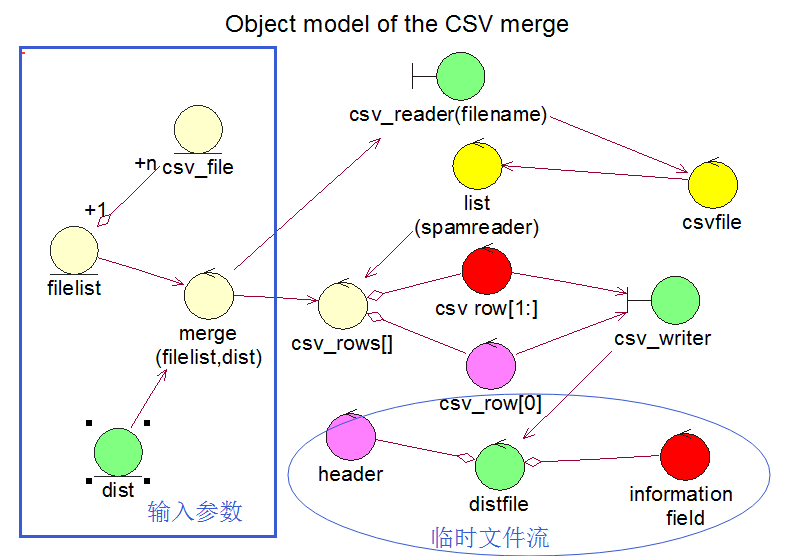 Object model of the CSV merge
csv_reader(filename)
+n
csv_file
list
(spamreader)
csvfile
+1
filelist
merge
(filelist,dist)
csv_rows[]
csv row[1:]
csv_writer
csv_row[0]
dist
输入参数
header
distfile
information
field
临时文件流